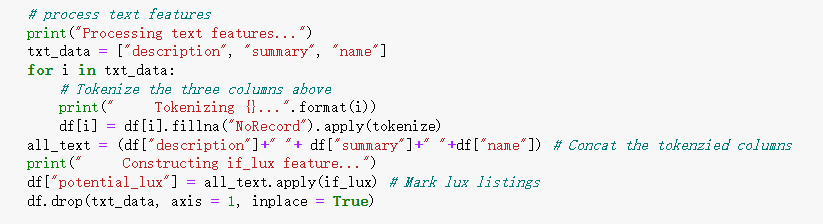 # process text features
print("Processing text features...")
txt_data = ["description", "summary", "name"]
for i in txt_data:
    # Tokenize the three columns above
    print("     Tokenizing {}...".format(i))
    df[i] = df[i].fillna("NoRecord").apply(tokenize)
all_text = (df["description"]+" "+ df["summary"]+" "+df["name"]) # Concat the tokenzied columns
print("     Constructing if_lux feature...")
df["potential_lux"] = all_text.apply(if_lux) # Mark lux listings
df.drop(txt_data, axis = 1, inplace = True)